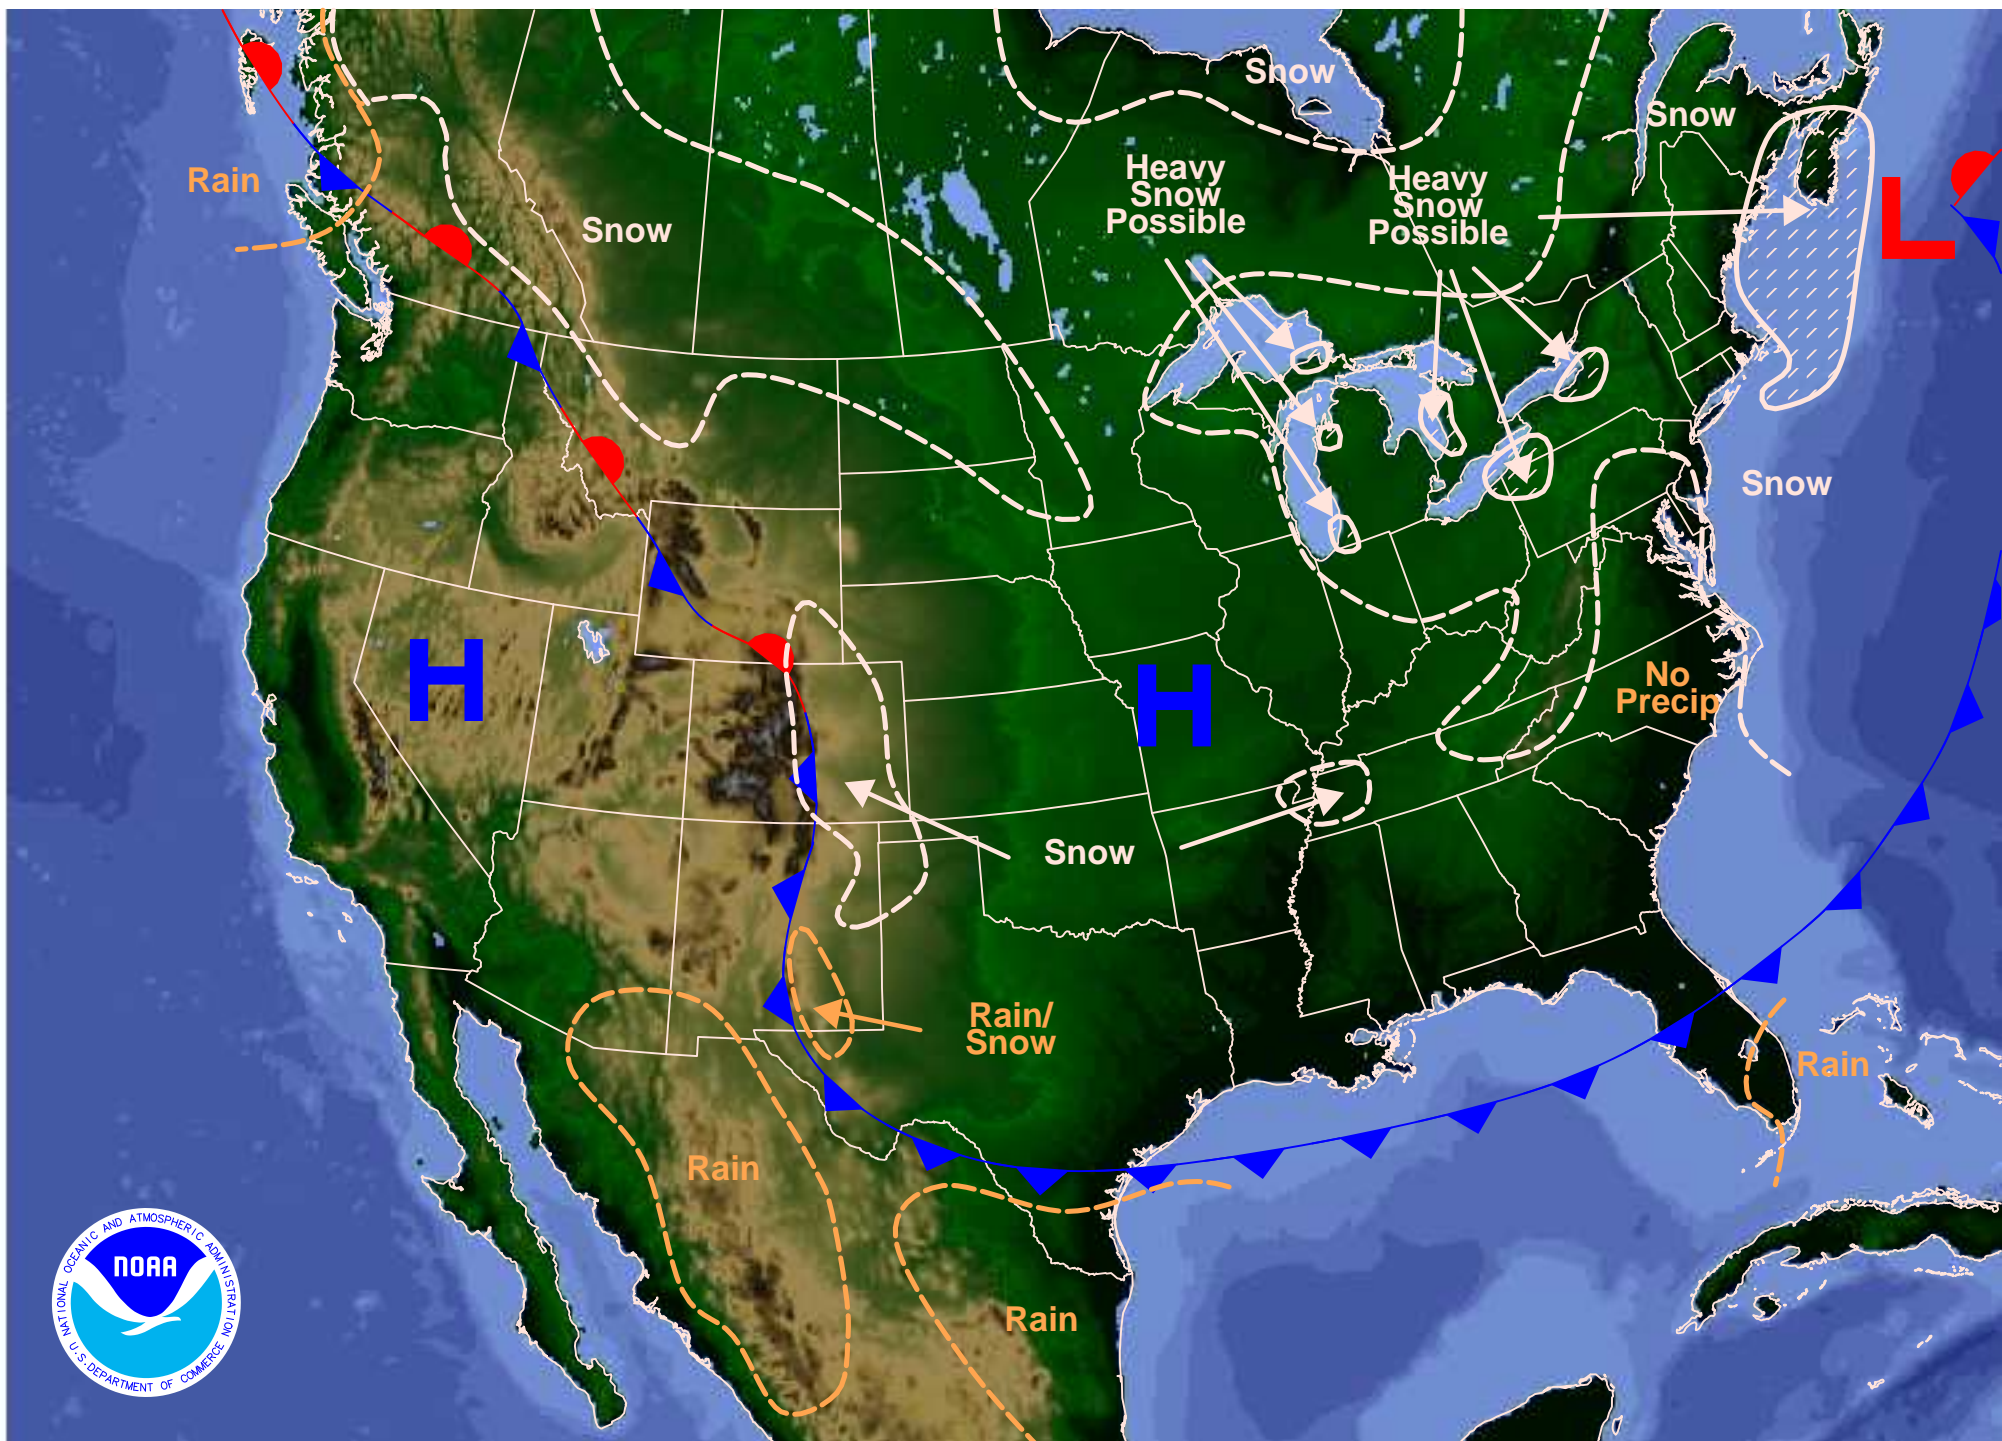 Snow
Snow
Rain
Heavy
Snow
Possible
Heavy
Snow
Possible
L
Snow
Snow
H
H
No
Precip
Snow
Rain/
Snow
Rain
Rain
Rain
NATIONAL OCEANIC AND ATMOSPHERIC ADMINISTRATION
NOAA
U.S. DEPARTMENT OF COMMERCE